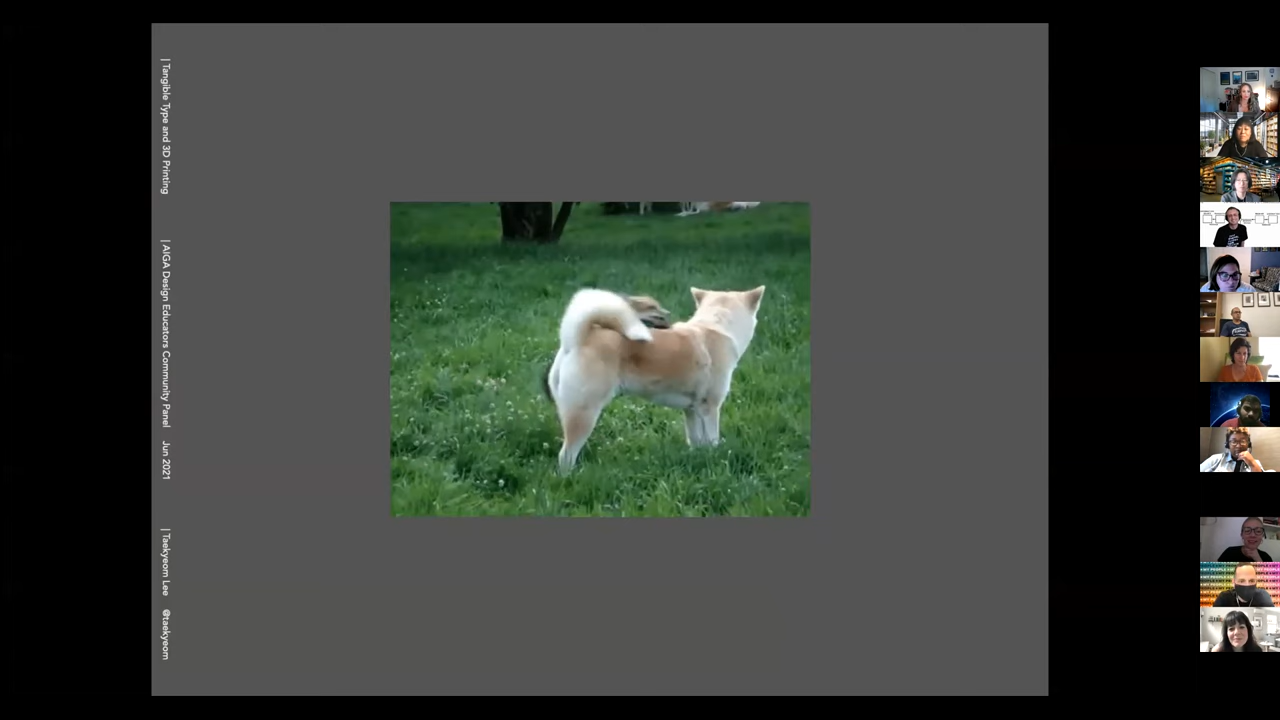 | Tangible Type and 3D Printing
| AIGA Design Educators Community Panel Jun 2021
| Taekyeom Lee @taekyeom